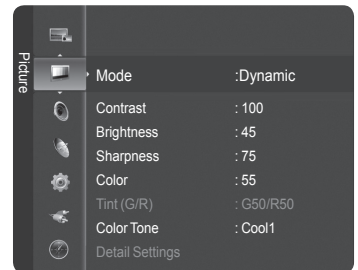 Picture
Mode :Dynamic
Contrast : 100
Brightness : 45
Sharpness : 75
Color : 55
Tint (G/R) : G50/R50
Color Tone : Cool1
Detail Settings